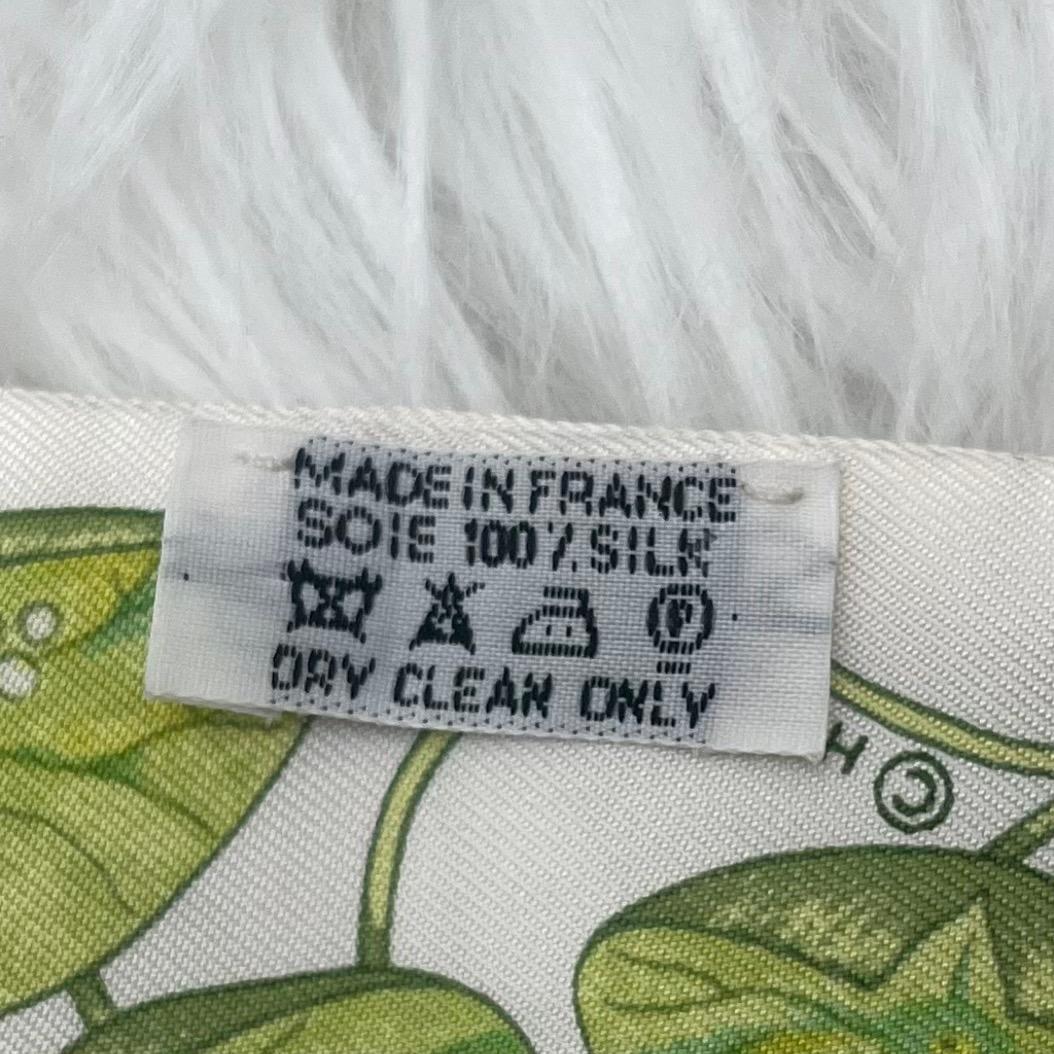 MADE IN FRANCE
SOIE 100% SILK
P
DRY CLEAN ONLY
H ©